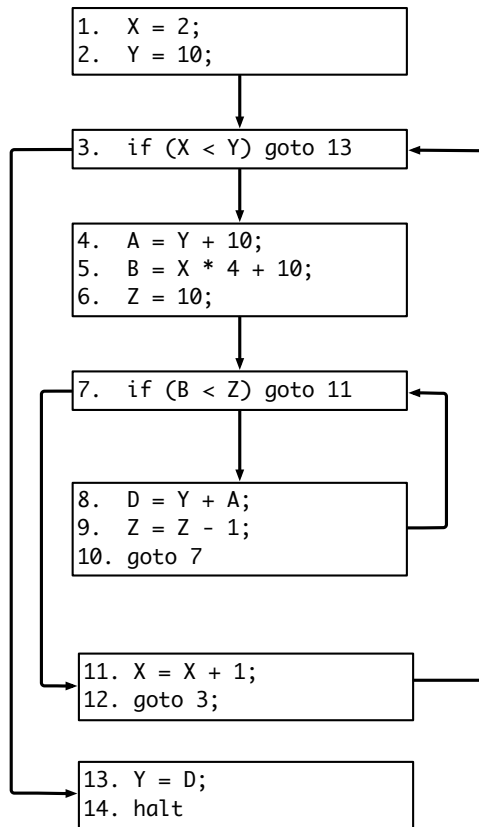 1. X = 2;
2. Y = 10;
3. if (X < Y) goto 13
4. A = Y + 10;
5. B = X * 4 + 10;
6. Z = 10;
7. if (B < Z) goto 11
8. D = Y + A;
9. Z = Z - 1;
10. goto 7
11. X = X + 1;
12. goto 3;
13. Y = D;
14. halt